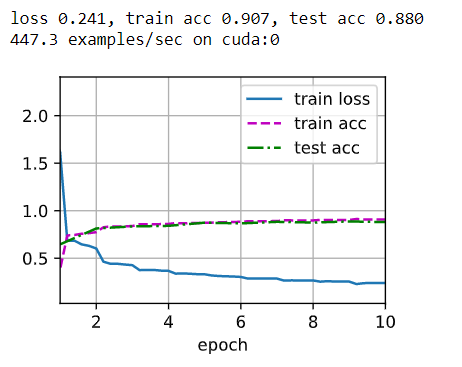 loss 0.241, train acc 0.907, test acc 0.880
447.3 examples/sec on cuda:0
train loss
train acc
test acc
2.0
1.5
1.0
0.5
2 4 6 8 10
epoch